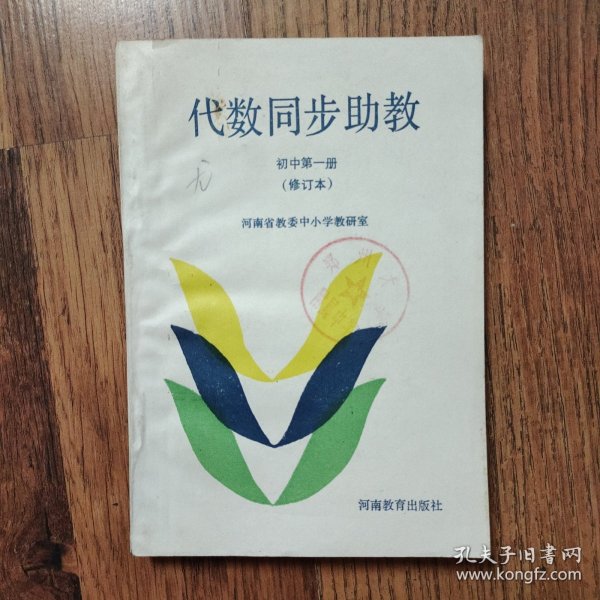 代数同步助教
初中第一册
（修订本）
河南省教委中小学教研室
河南教育出版社
孔夫子旧书网
www.kongfz.com